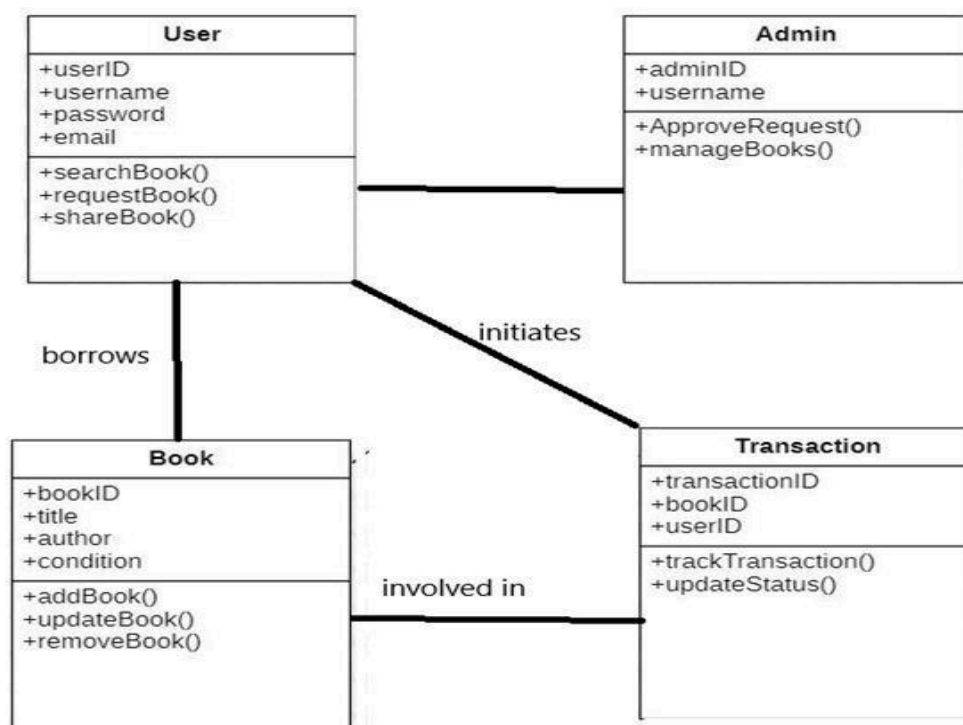 User
+userID
+username
+password
+email
+searchBook()
+requestBook()
+shareBook()
Admin
+adminID
+username
+ApproveRequest()
+manageBooks()
borrows
initiates
Book
+bookID
+title
+author
+condition
+addBook()
+updateBook()
+removeBook()
involved in
Transaction
+transactionID
+bookID
+userID
+trackTransaction()
+updateStatus()